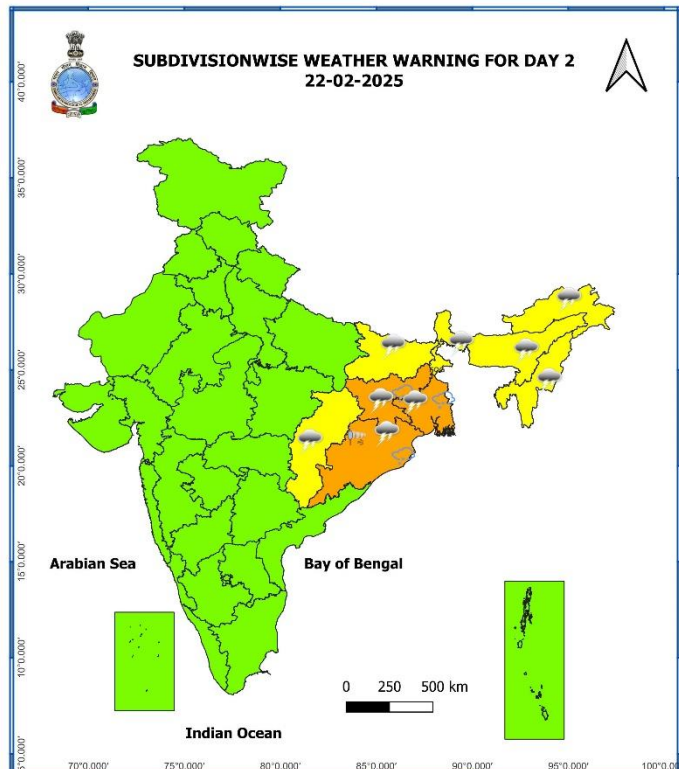 SUBDIVISIONWISE WEATHER WARNING FOR DAY 2
22-02-2025
40°0.000'
35°0.000'
30°0.000'
25°0.000'
20°0.000'
15°0.000'
10°0.000'
5°0.000'
Arabian Sea
Bay of Bengal
0 250 500 km
Indian Ocean
70°0.000' 75°0.000' 80°0.000' 85°0.000' 90°0.000' 95°0.000' 100°0.000'